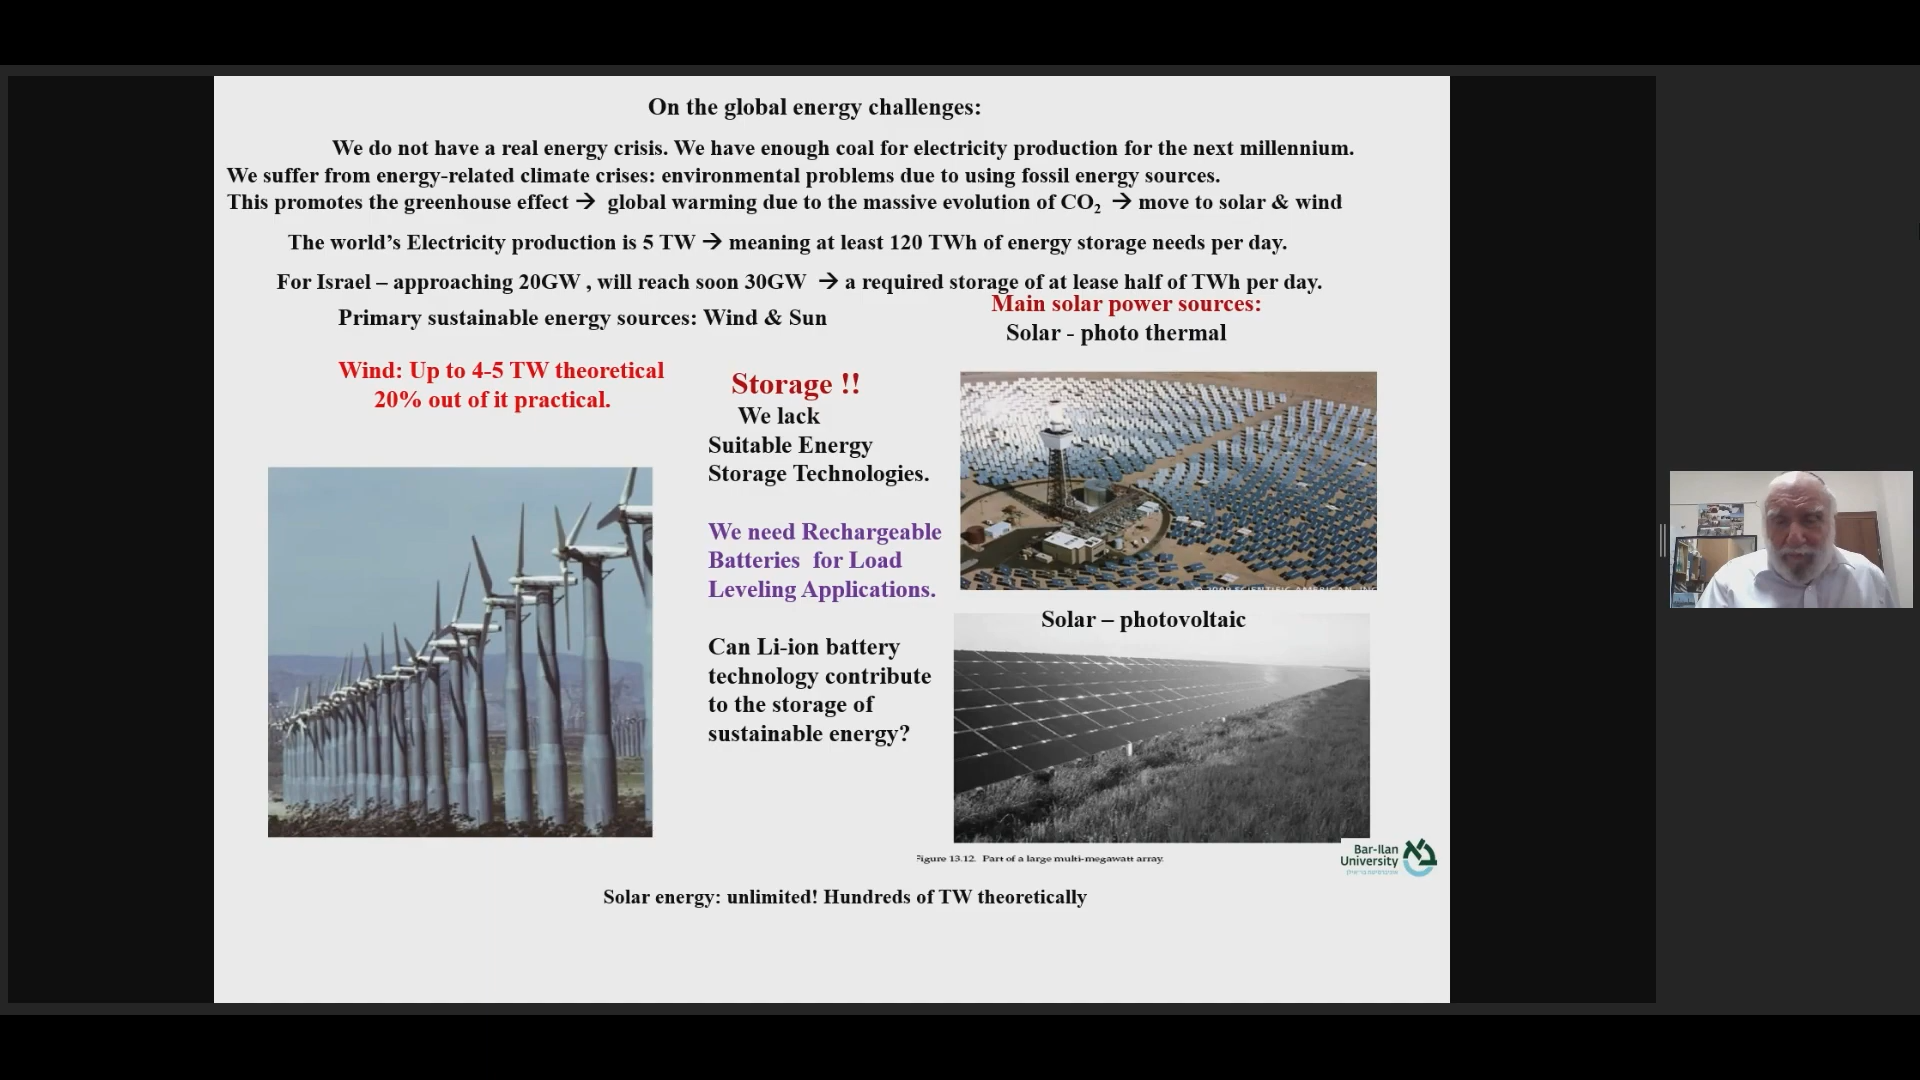 On the global energy challenges:
We do not have a real energy crisis. We have enough coal for electricity production for the next millennium.
We suffer from energy-related climate crises: environmental problems due to using fossil energy sources.
This promotes the greenhouse effect → global warming due to the massive evolution of CO₂ → move to solar & wind
The world's Electricity production is 5 TW → meaning at least 120 TWh of energy storage needs per day.
For Israel – approaching 20GW , will reach soon 30GW → a required storage of at lease half of TWh per day.
Primary sustainable energy sources: Wind & Sun
Main solar power sources:
Solar - photo thermal
Wind: Up to 4-5 TW theoretical
20% out of it practical.
Storage !!
We lack
Suitable Energy
Storage Technologies.
We need Rechargeable
Batteries for Load
Leveling Applications.
Can Li-ion battery
technology contribute
to the storage of
sustainable energy?
Solar – photovoltaic
Figure 13.12. Part of a large multi-megawatt array.
Bar-Ilan
University
Solar energy: unlimited! Hundreds of TW theoretically